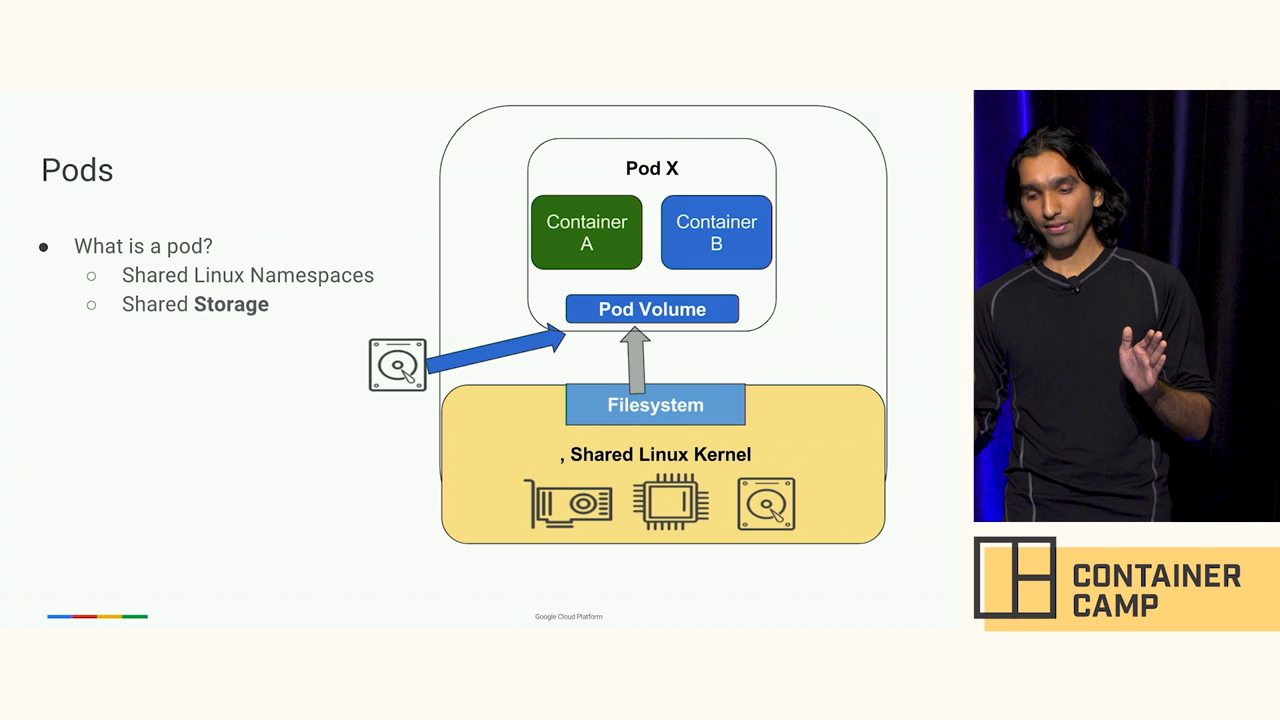 Pods
What is a pod?
Shared Linux Namespaces
Shared Storage
Pod X
Container
A
Container
B
Pod Volume
Filesystem
, Shared Linux Kernel
Google Cloud Platform
CONTAINER
CAMP